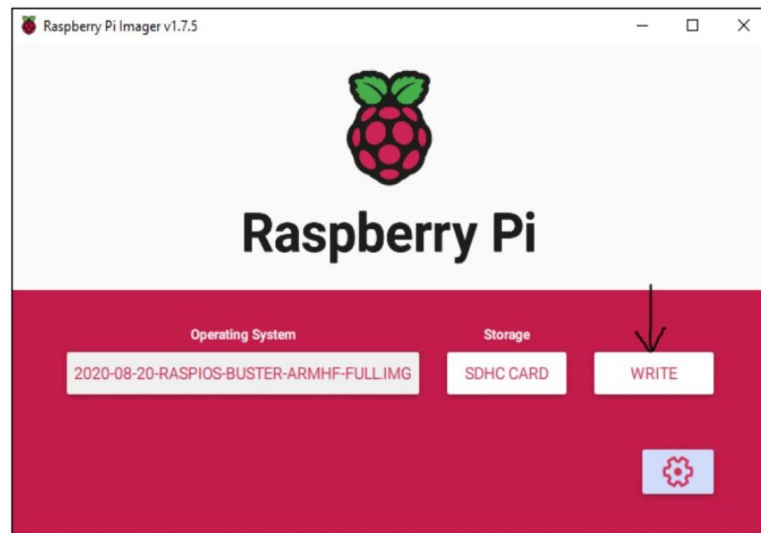 Raspberry Pi Imager v1.7.5
Raspberry Pi
Operating System
Storage
2020-08-20-RASPIOS-BUSTER-ARMHF-FULL.IMG
SDHC CARD
WRITE